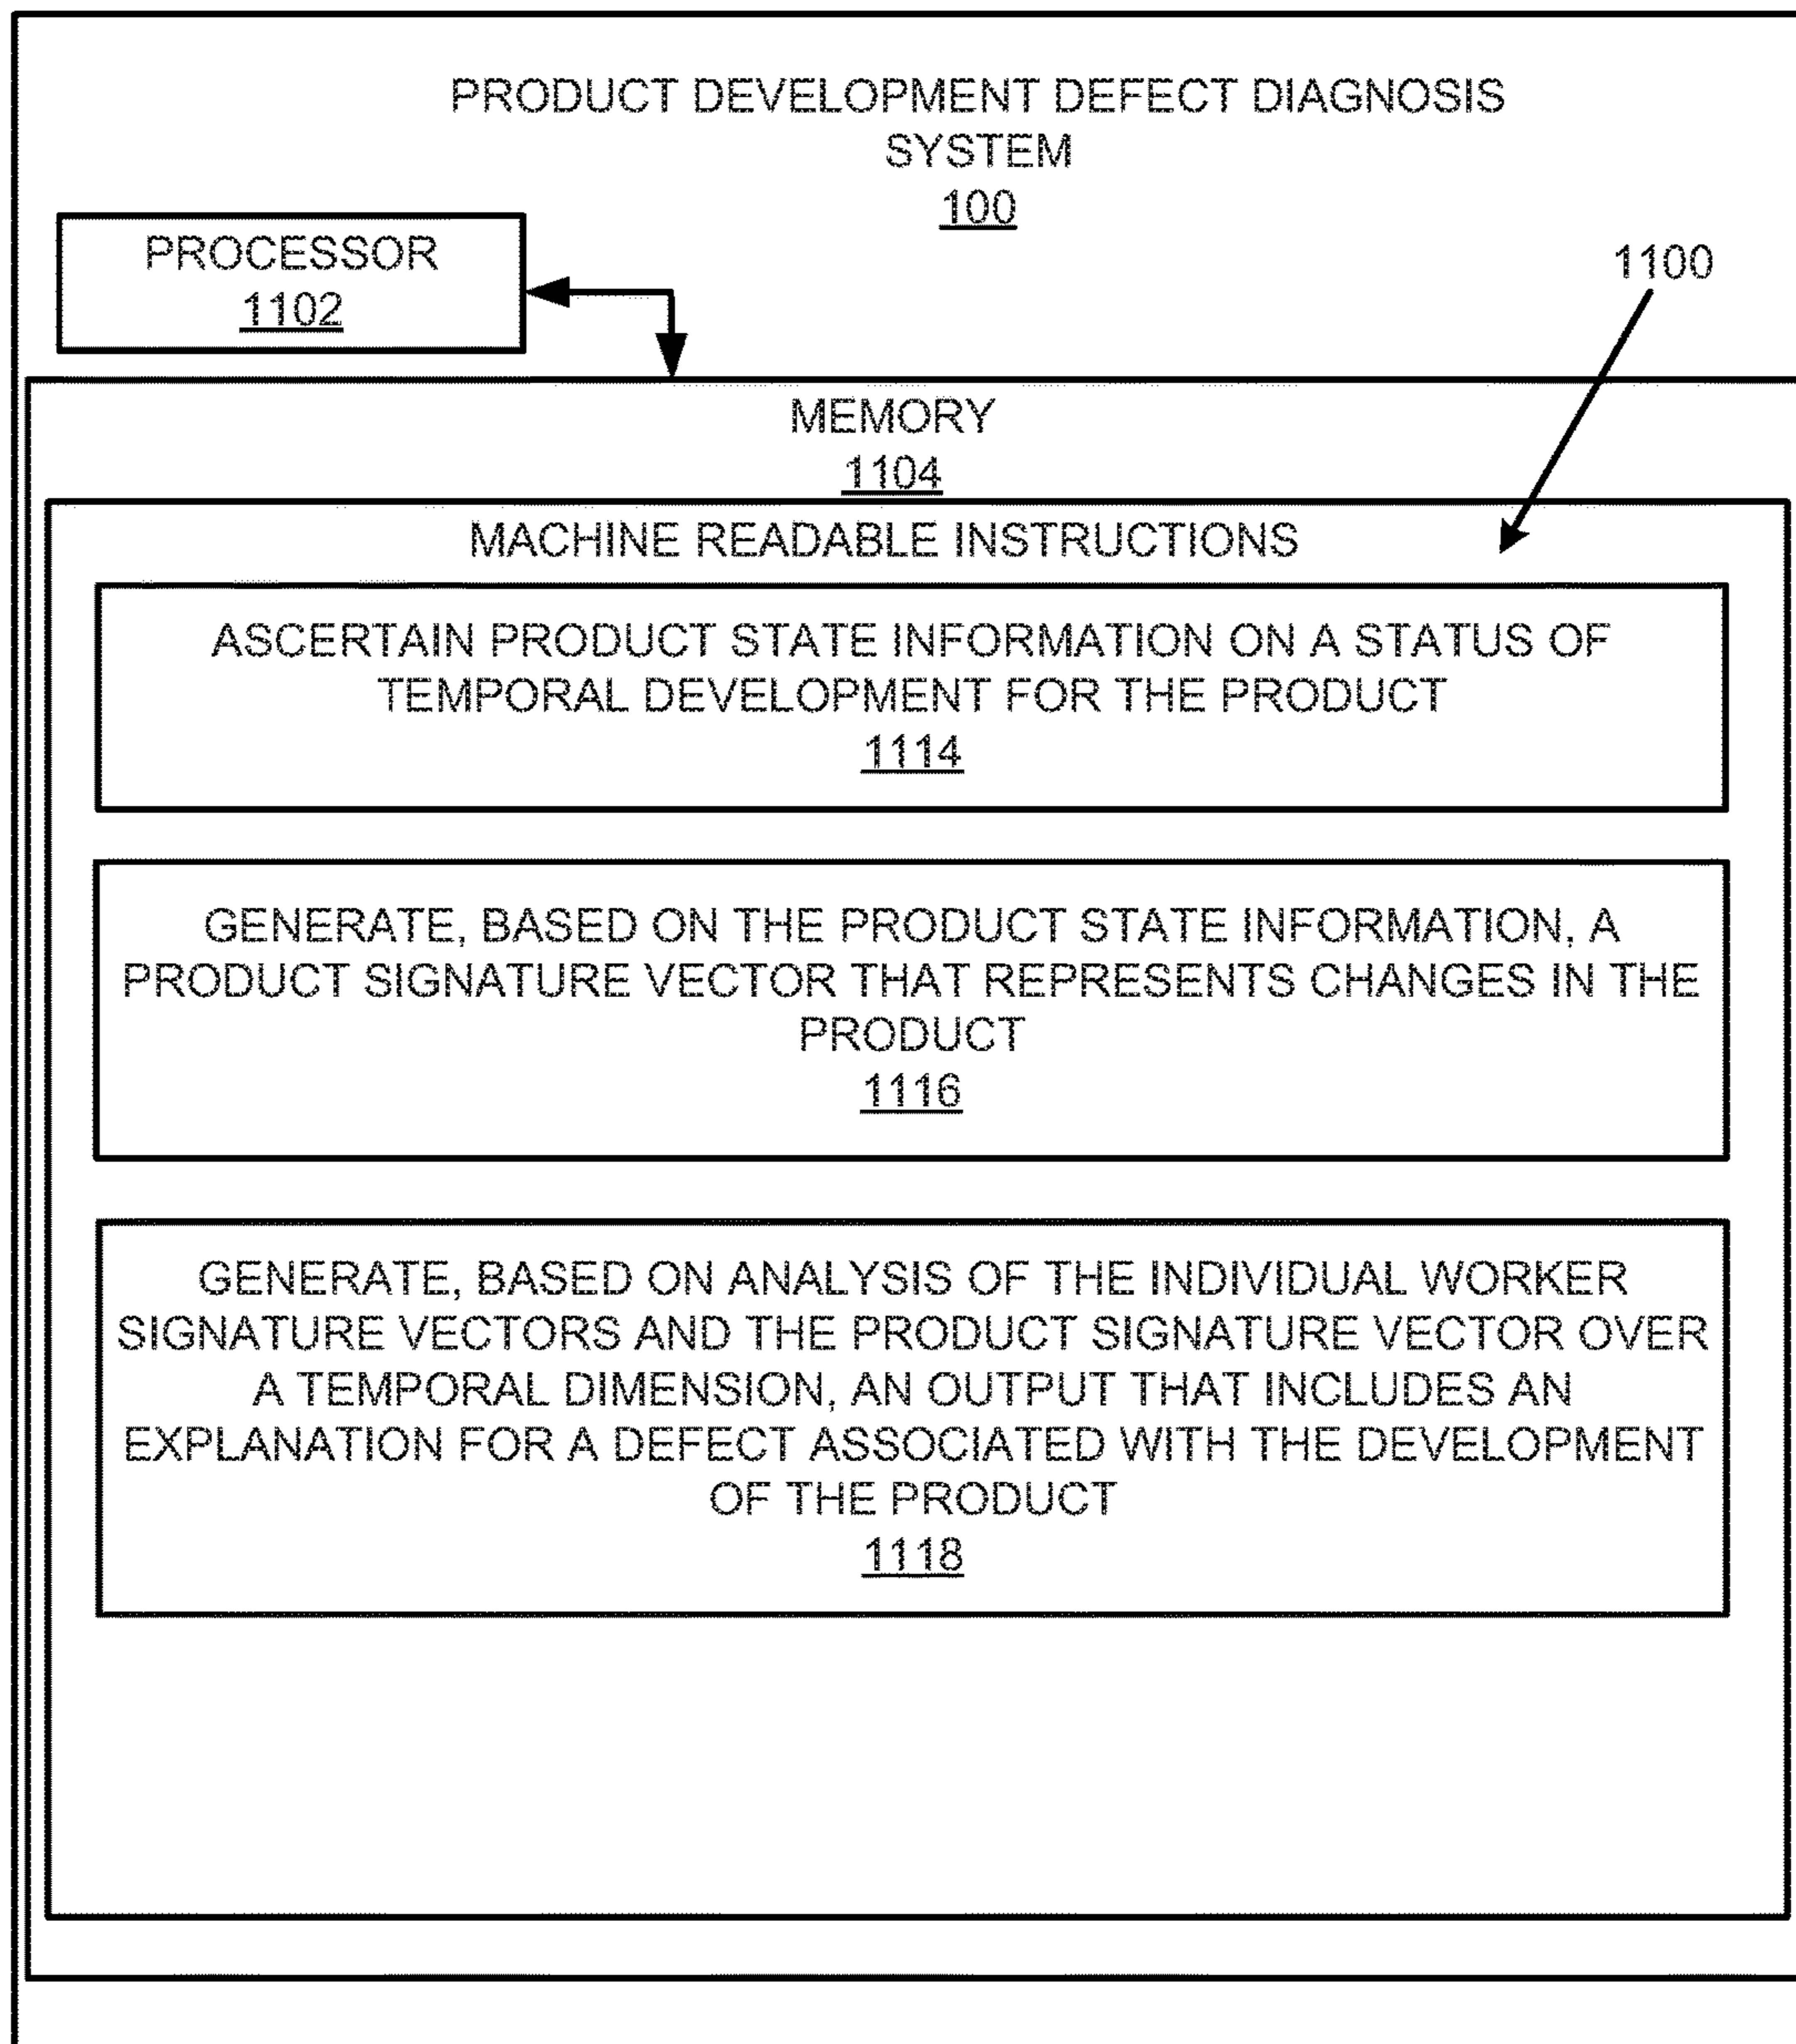 PRODUCT DEVELOPMENT DEFECT DIAGNOSIS
SYSTEM
100
PROCESSOR
1102
1100
MEMORY
1104
MACHINE READABLE INSTRUCTIONS
ASCERTAIN PRODUCT STATE INFORMATION ON A STATUS OF
TEMPORAL DEVELOPMENT FOR THE PRODUCT
1114
GENERATE, BASED ON THE PRODUCT STATE INFORMATION, A
PRODUCT SIGNATURE VECTOR THAT REPRESENTS CHANGES IN THE
PRODUCT
1116
GENERATE, BASED ON ANALYSIS OF THE INDIVIDUAL WORKER
SIGNATURE VECTORS AND THE PRODUCT SIGNATURE VECTOR OVER
A TEMPORAL DIMENSION, AN OUTPUT THAT INCLUDES AN
EXPLANATION FOR A DEFECT ASSOCIATED WITH THE DEVELOPMENT
OF THE PRODUCT
1118